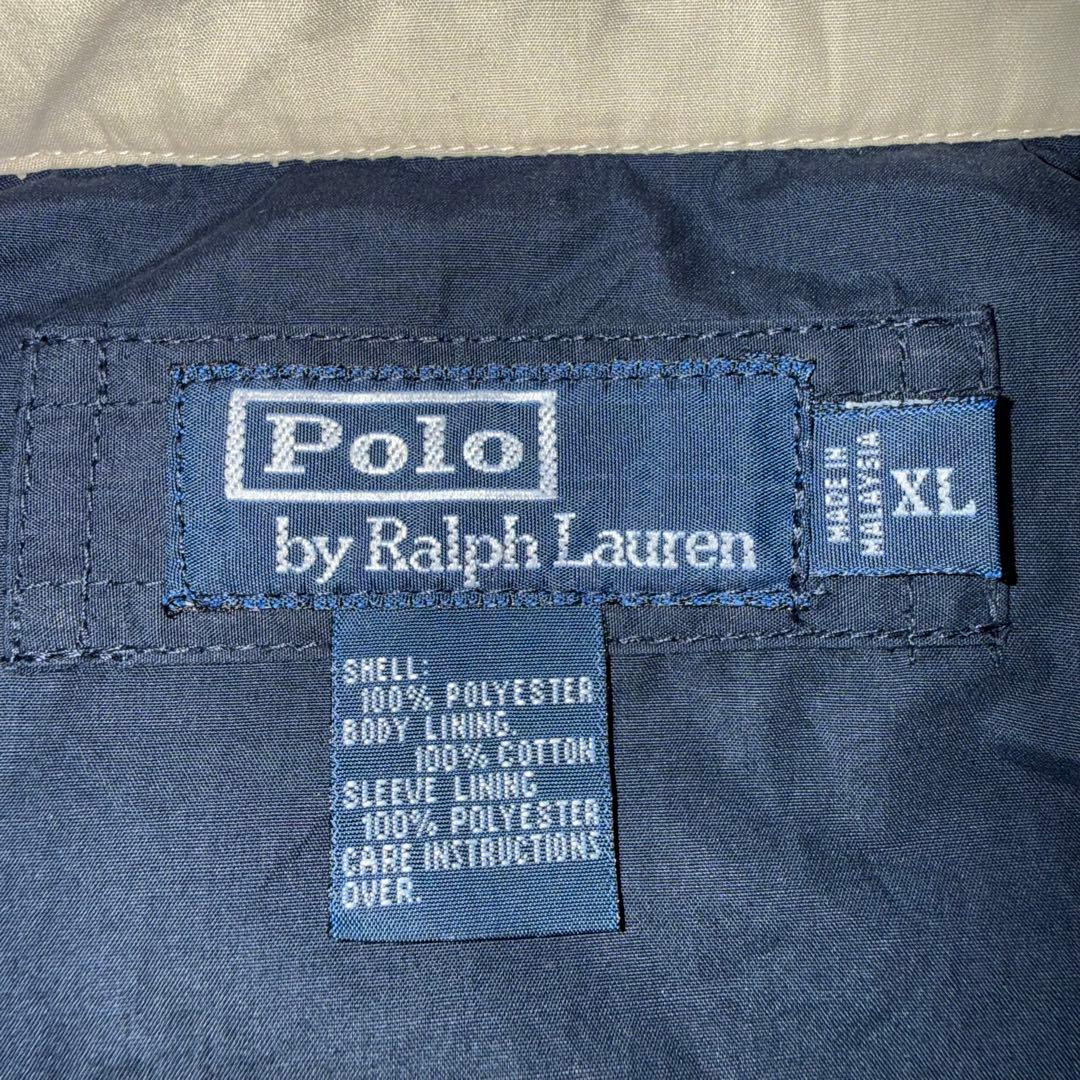 Polo
by Ralph Lauren
MADE IN
MALAYSIA
XL
SHELL:
100% POLYESTER
BODY LINING
100% COTTON
SLEEVE LINING
100% POLYESTER
CARE INSTRUCTIONS
OVER.